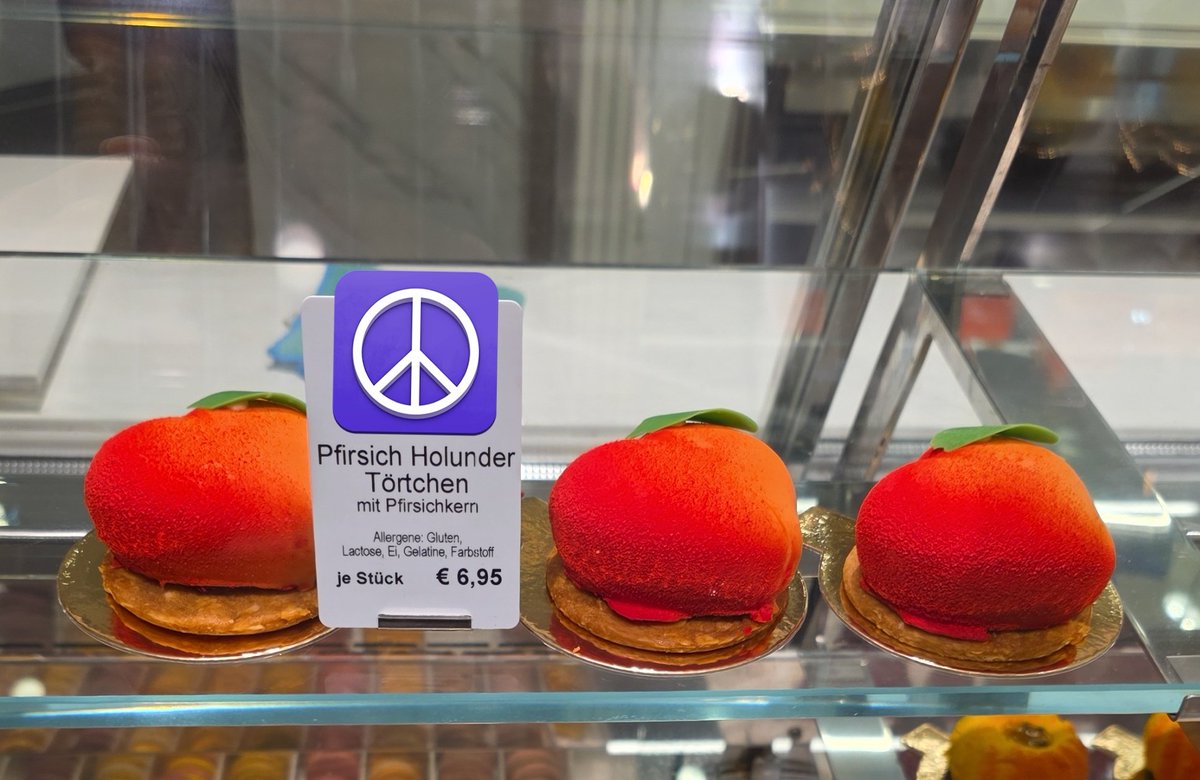 Pfirsich Holunder
Törtchen
mit Pfirsichkern
Allergene: Gluten,
Lactose, Ei, Gelatine, Farbstoff
je Stück € 6,95